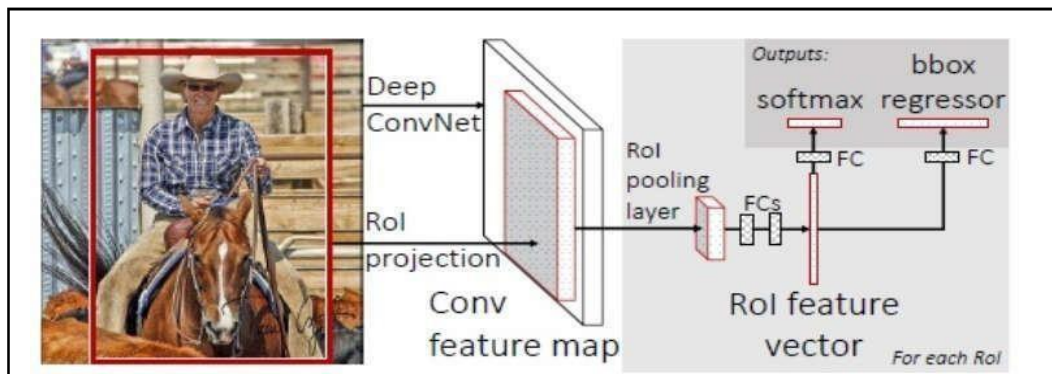 Deep
ConvNet
RoI
projection
Conv
feature map
RoI
pooling
layer
FCs
Outputs:
softmax
bbox
regressor
FC
FC
RoI feature
vector
For each RoI